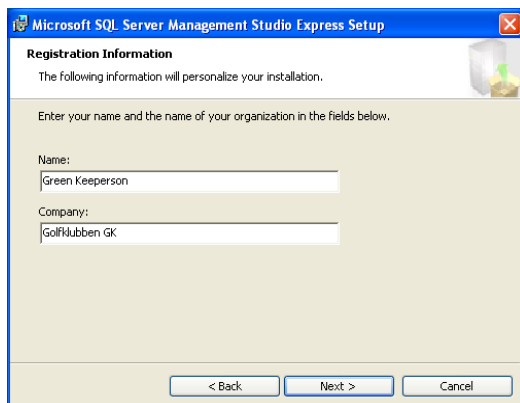 Microsoft SQL Server Management Studio Express Setup
Registration Information
The following information will personalize your installation.
Enter your name and the name of your organization in the fields below.
Name:
Green Keeperson
Company:
Golfklubben GK
< Back
Next >
Cancel